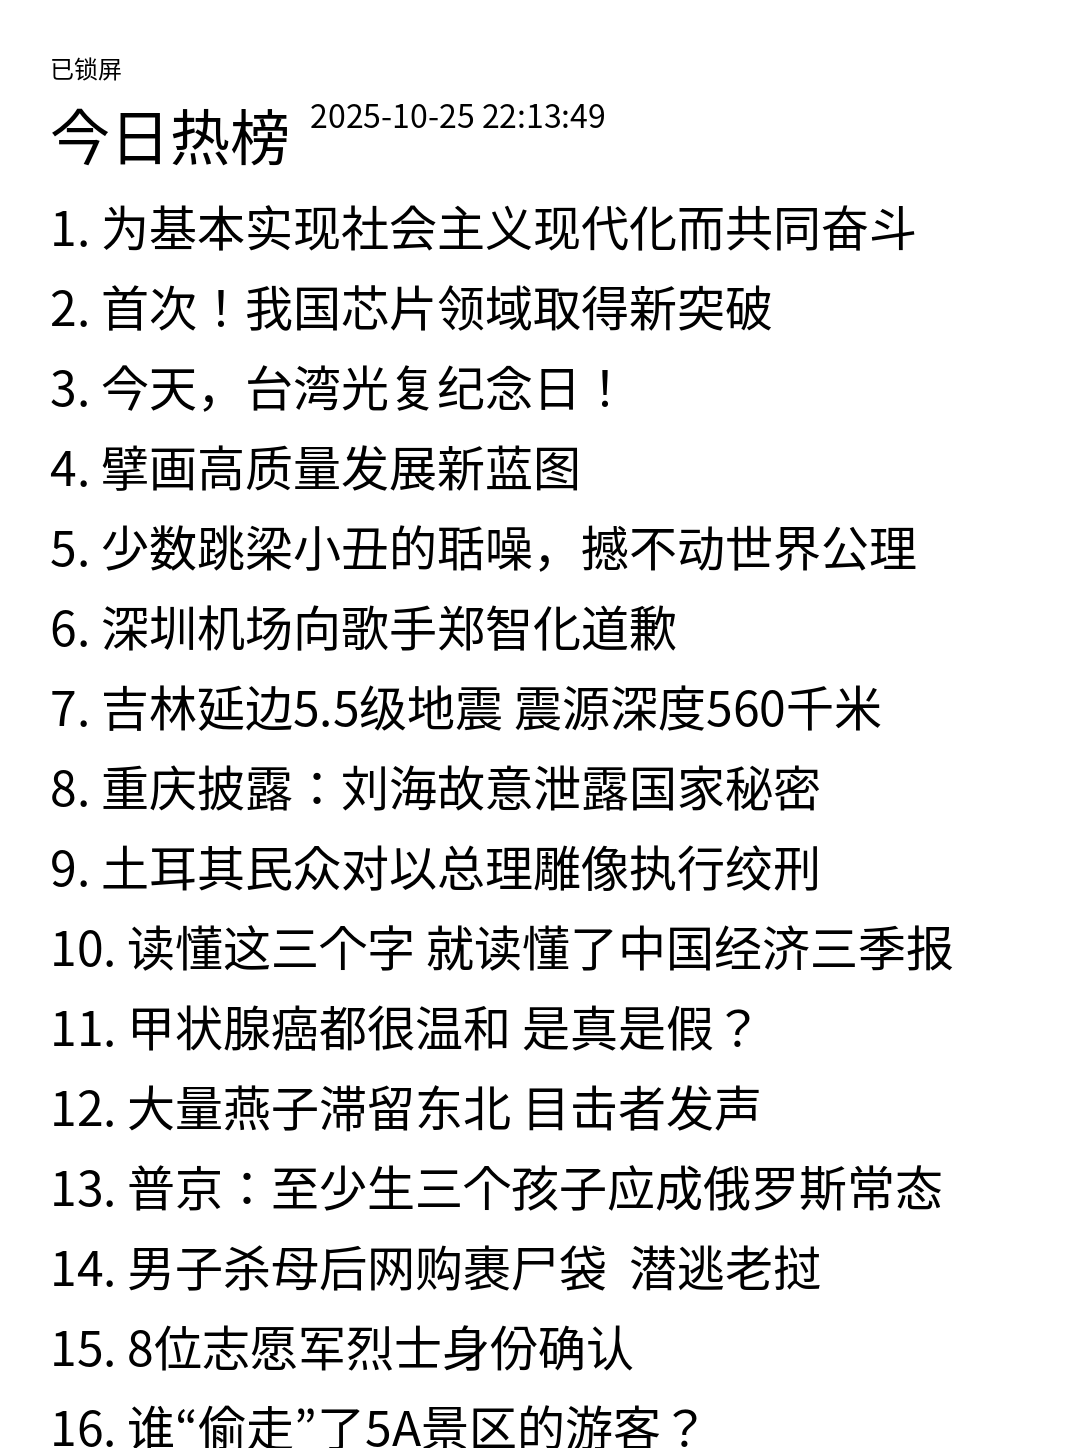 已锁屏
今日热榜 2025-10-25 22:13:49
1. 为基本实现社会主义现代化而共同奋斗
2. 首次！我国芯片领域取得新突破
3. 今天，台湾光复纪念日！
4. 擘画高质量发展新蓝图
5. 少数跳梁小丑的聒噪，撼不动世界公理
6. 深圳机场向歌手郑智化道歉
7. 吉林延边5.5级地震 震源深度560千米
8. 重庆披露：刘海故意泄露国家秘密
9. 土耳其民众对以总理雕像执行绞刑
10. 读懂这三个字 就读懂了中国经济三季报
11. 甲状腺癌都很温和 是真是假？
12. 大量燕子滞留东北 目击者发声
13. 普京：至少生三个孩子应成俄罗斯常态
14. 男子杀母后网购裹尸袋  潜逃老挝
15. 8位志愿军烈士身份确认
16. 谁“偷走”了5A景区的游客？